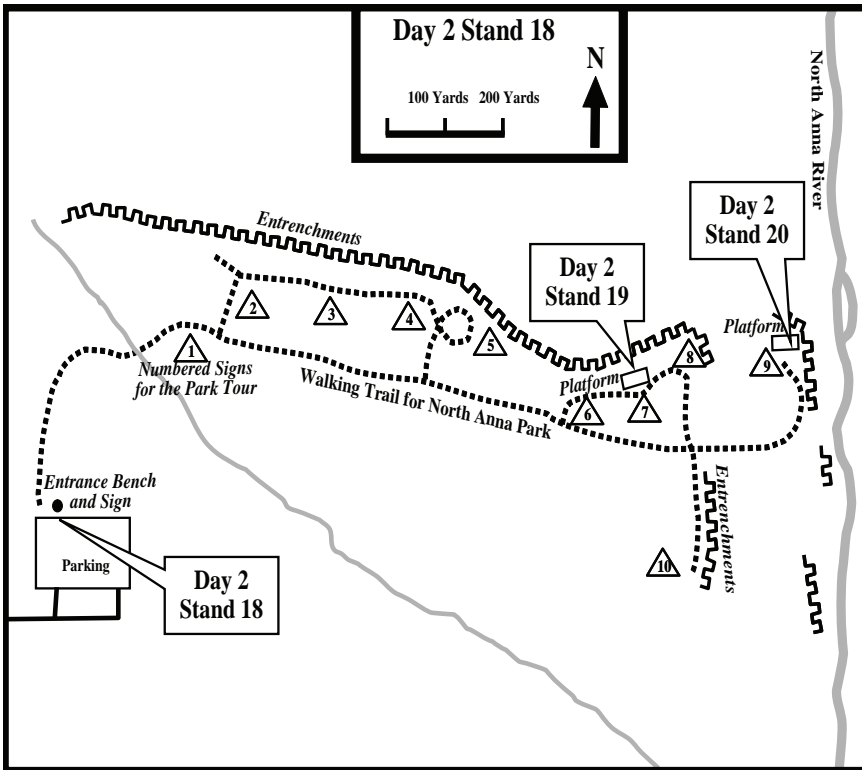 Day 2 Stand 18
100 Yards 200 Yards
N
North Anna River
Day 2
Stand 20
Entrenchments
Day 2
Stand 19
Platform
Platform
1
2
3
4
5
6
7
8
9
10
Numbered Signs
for the Park Tour
Walking Trail for North Anna Park
Entrenchments
Entrance Bench
and Sign
Parking
Day 2
Stand 18